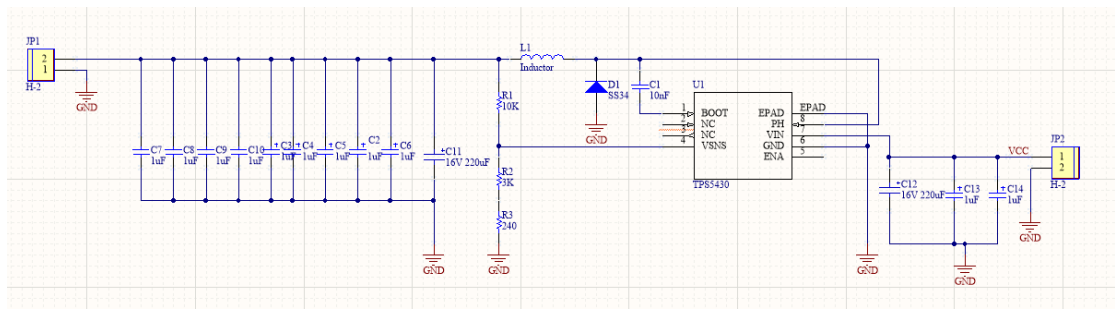 JP1
2
1
H-2
GND
C7
1uF
C8
1uF
C9
1uF
C10
1uF
C3
1uF
C4
1uF
C5
1uF
C2
1uF
C6
1uF
C11
16V 220uF
GND
R1
10K
R2
3K
R3
240
GND
L1
Inductor
D1
SS34
GND
C1
10nF
U1
1
2
3
4
BOOT
NC
NC
VSNS
EPAD
PH
VIN
GND
ENA
EPAD
8
7
6
5
TPS5430
GND
C12
16V 220uF
C13
1uF
C14
1uF
GND
VCC
JP2
1
2
H-2
GND